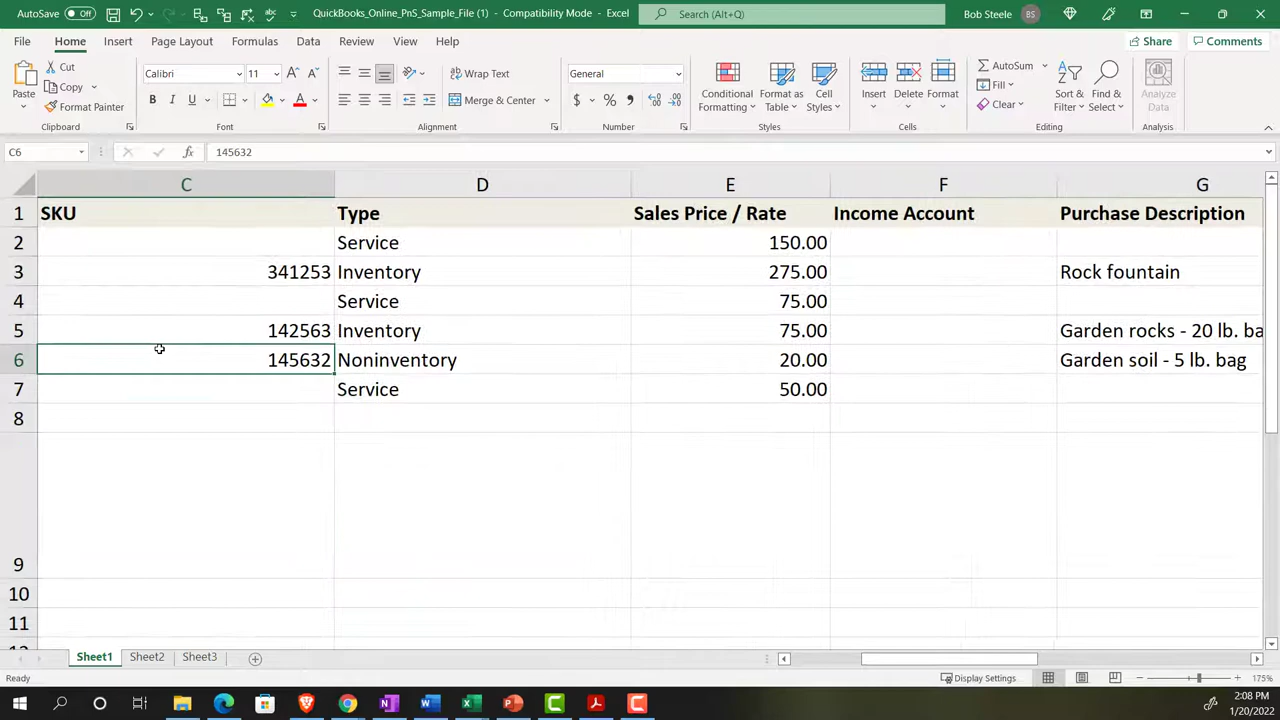 AutoSave Off QuickBooks_Online_PnS_Sample_File (1) - Compatibility Mode - Excel Search (Alt+Q) Bob Steele BS
File Home Insert Page Layout Formulas Data Review View Help Share Comments
Paste Cut Copy Format Painter Calibri 11 Wrap Text Merge & Center General Conditional Formatting Format as Table Cell Styles Insert Delete Format AutoSum Fill Clear Sort & Filter Find & Select Analyze Data
Clipboard Font Alignment Number Styles Cells Editing Analysis
C6 fx 145632
C D E F G
1 SKU Type Sales Price / Rate Income Account Purchase Description
2 Service 150.00
3 341253 Inventory 275.00 Rock fountain
4 Service 75.00
5 142563 Inventory 75.00 Garden rocks - 20 lb. ba
6 145632 Noninventory 20.00 Garden soil - 5 lb. bag
7 Service 50.00
8
9
10
11
Sheet1 Sheet2 Sheet3
Display Settings 175%
2:08 PM
1/20/2022